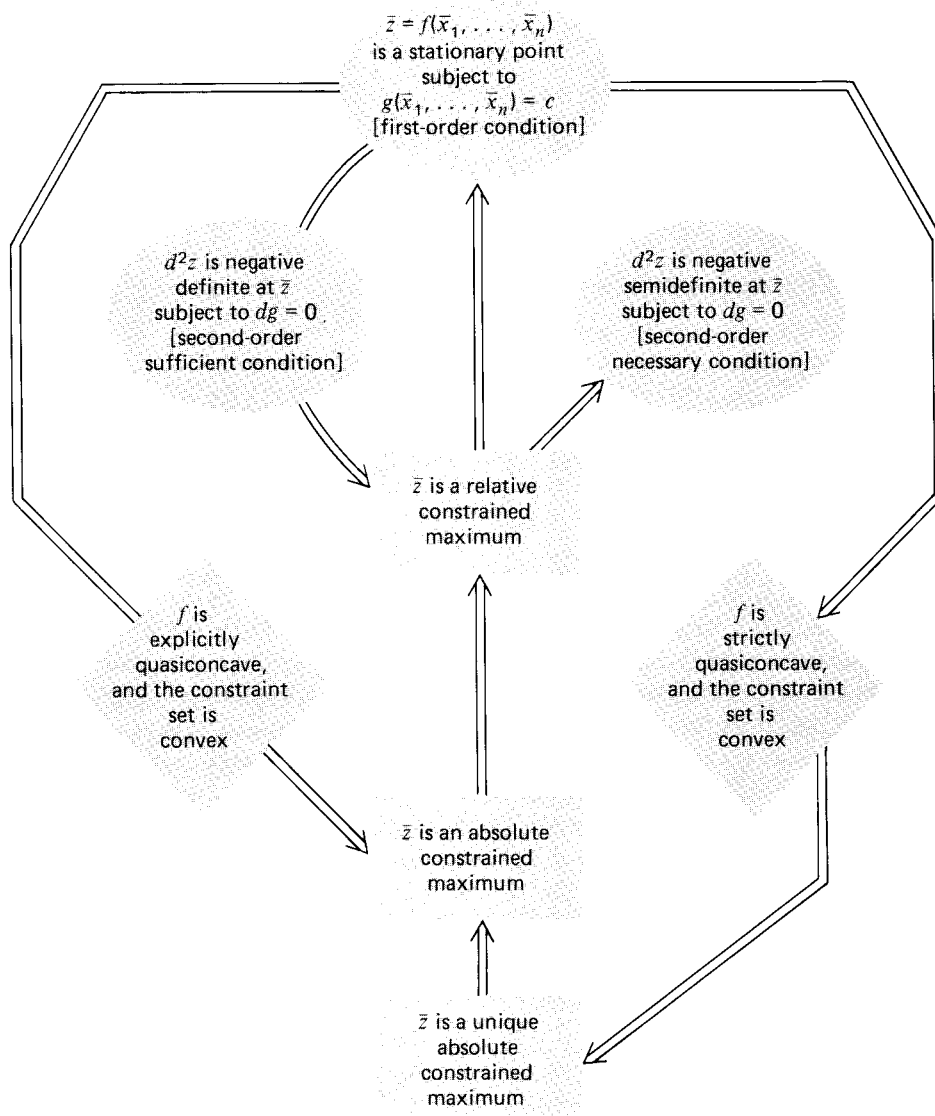 z̄ = f(x̄₁, . . . , x̄ₙ)
is a stationary point
subject to
g(x̄₁, . . . , x̄ₙ) = c
[first-order condition]
d²z is negative
definite at z̄
subject to dg = 0
[second-order
sufficient condition]
d²z is negative
semidefinite at z̄
subject to dg = 0
[second-order
necessary condition]
z̄ is a relative
constrained
maximum
f is
explicitly
quasiconcave,
and the constraint
set is
convex
f is
strictly
quasiconcave,
and the constraint
set is
convex
z̄ is an absolute
constrained
maximum
z̄ is a unique
absolute
constrained
maximum